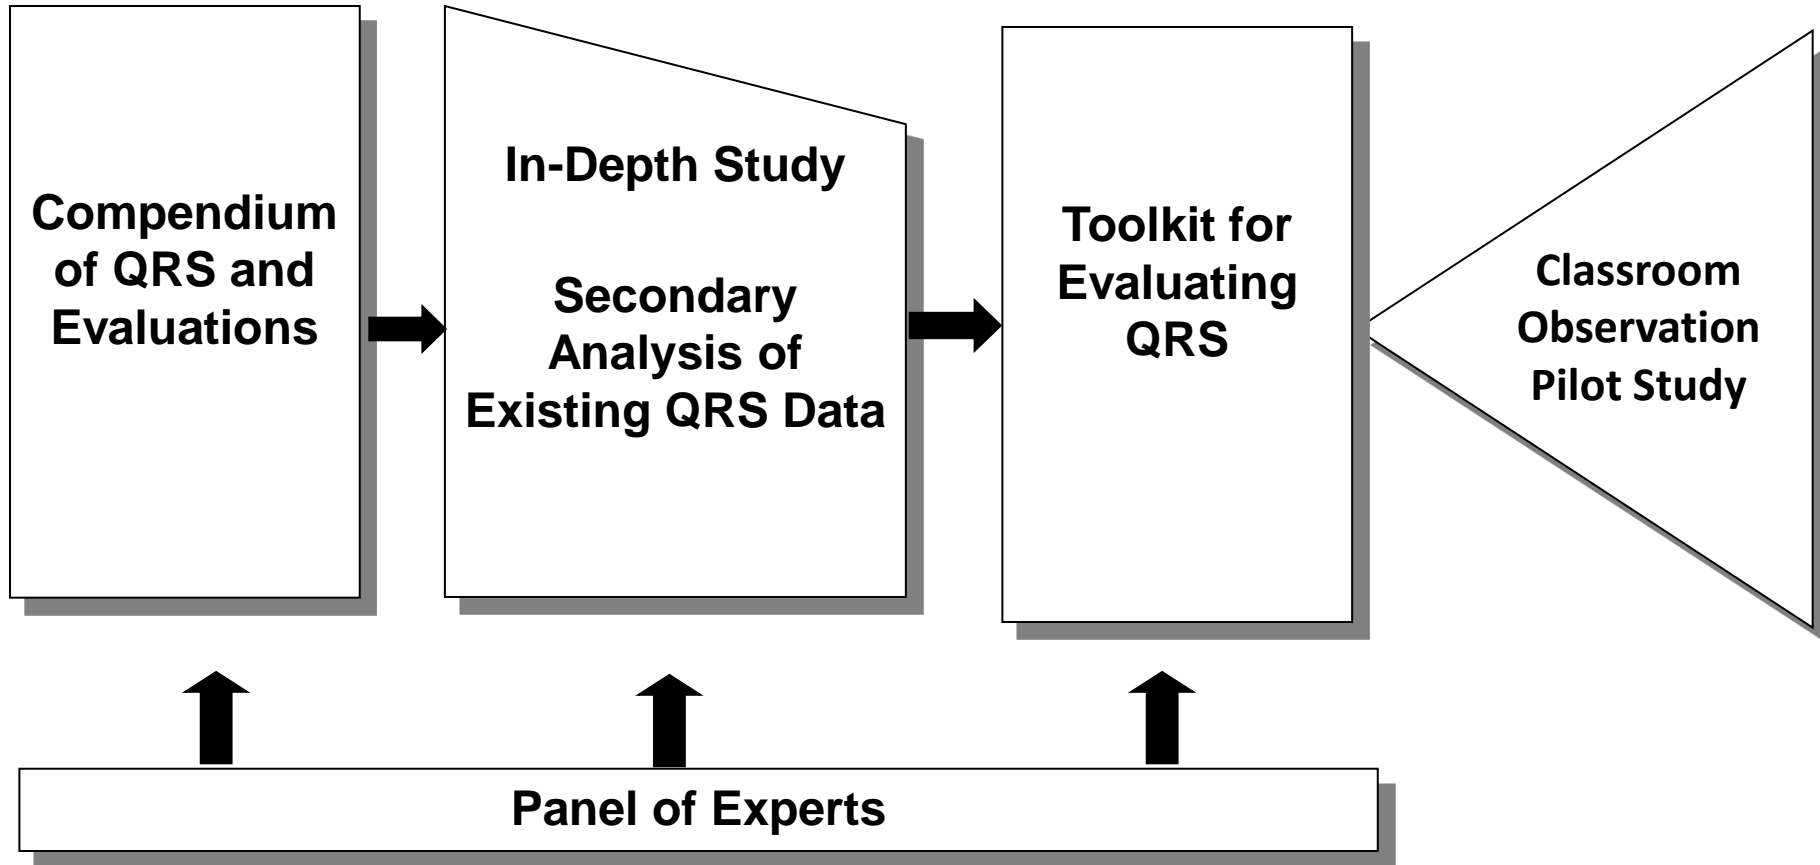 Compendium
of QRS and
Evaluations
In-Depth Study
Secondary
Analysis of
Existing QRS Data
Toolkit for
Evaluating
QRS
Classroom
Observation
Pilot Study
Panel of Experts